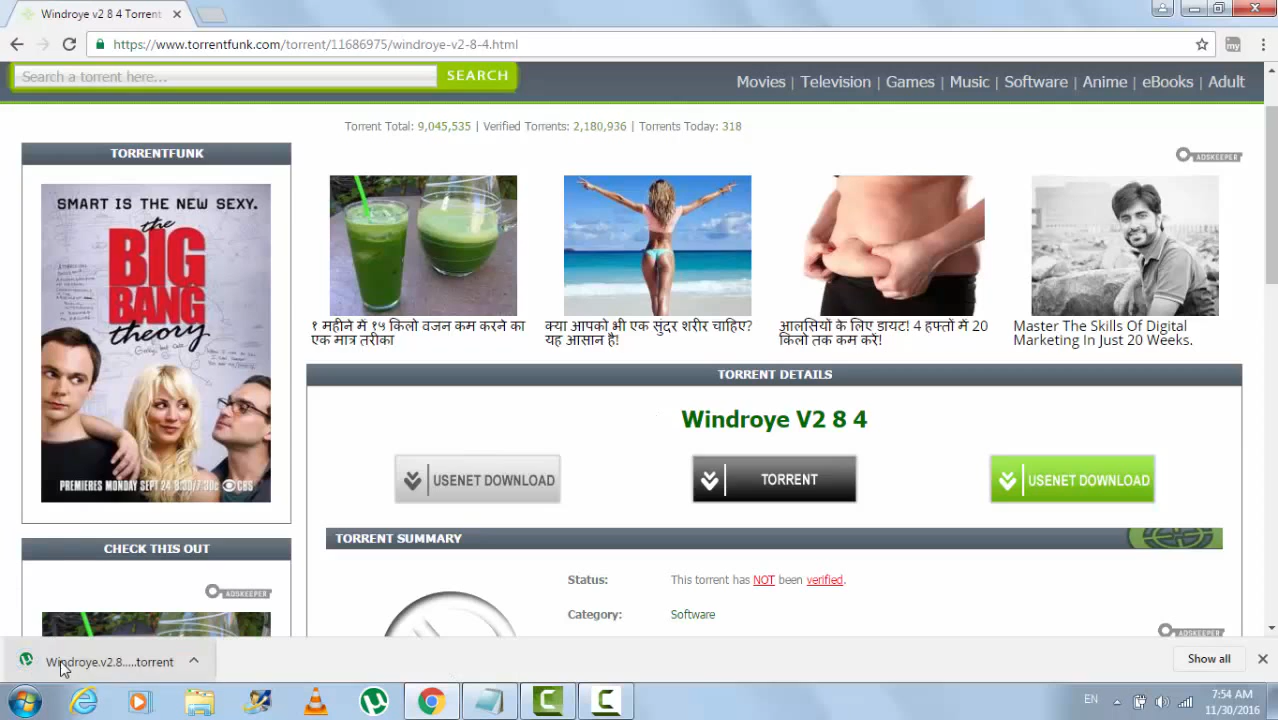 Windroye v2 8 4 Torrent
https://www.torrentfunk.com/torrent/11686975/windroye-v2-8-4.html
my
Search a torrent here...
SEARCH
Movies | Television | Games | Music | Software | Anime | eBooks | Adult
Torrent Total: 9,045,535 | Verified Torrents: 2,180,936 | Torrents Today: 318
TORRENTFUNK
ADSKEEPER
SMART IS THE NEW SEXY.
the
BIG
BANG
theory
PREMIERES MONDAY SEPT 24 8:30/7:30c CBS
१ महीने में १५ किलो वजन कम करने का
एक मात्र तरीका
क्या आपको भी एक सुंदर शरीर चाहिए?
यह आसान है!
आलसियों के लिए डायट! 4 हफ्तों में 20
किलो तक कम करें!
Master The Skills Of Digital
Marketing In Just 20 Weeks.
TORRENT DETAILS
Windroye V2 8 4
USENET DOWNLOAD
TORRENT
USENET DOWNLOAD
TORRENT SUMMARY
Status: This torrent has NOT been verified.
Category: Software
CHECK THIS OUT
ADSKEEPER
ADSKEEPER
Windroye.v2.8.....torrent
Show all
EN
7:54 AM
11/30/2016